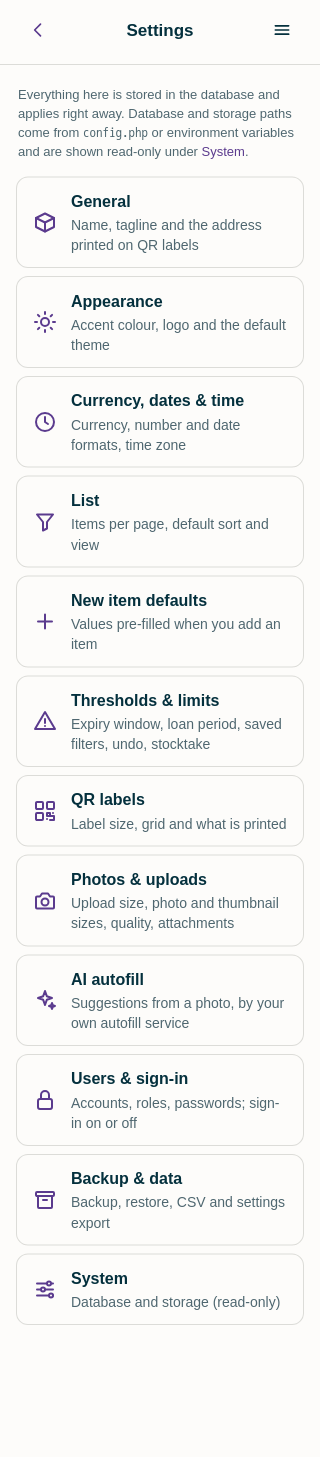 Settings
Everything here is stored in the database and
applies right away. Database and storage paths
come from config.php or environment variables
and are shown read-only under System.
General
Name, tagline and the address
printed on QR labels
Appearance
Accent colour, logo and the default
theme
Currency, dates & time
Currency, number and date
formats, time zone
List
Items per page, default sort and
view
New item defaults
Values pre-filled when you add an
item
Thresholds & limits
Expiry window, loan period, saved
filters, undo, stocktake
QR labels
Label size, grid and what is printed
Photos & uploads
Upload size, photo and thumbnail
sizes, quality, attachments
AI autofill
Suggestions from a photo, by your
own autofill service
Users & sign-in
Accounts, roles, passwords; sign-
in on or off
Backup & data
Backup, restore, CSV and settings
export
System
Database and storage (read-only)